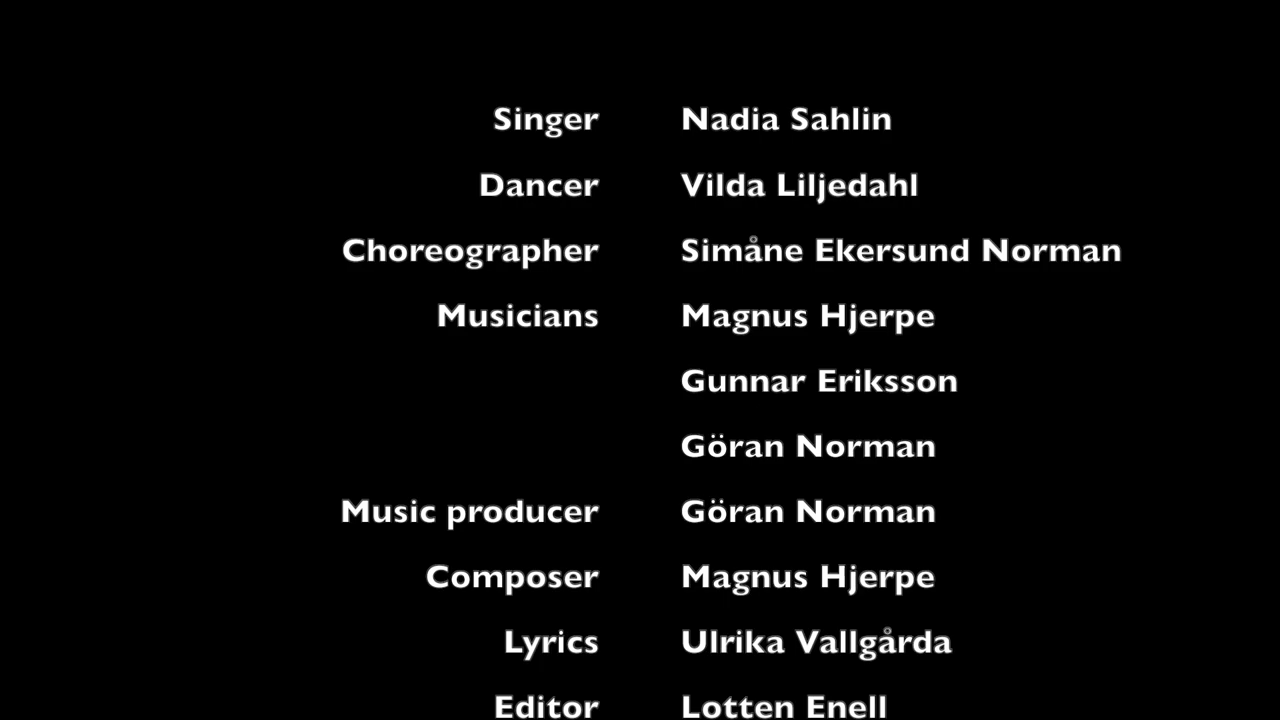 Singer Nadia Sahlin
Dancer Vilda Liljedahl
Choreographer Simåne Ekersund Norman
Musicians Magnus Hjerpe
Gunnar Eriksson
Göran Norman
Music producer Göran Norman
Composer Magnus Hjerpe
Lyrics Ulrika Vallgårda
Editor Lotten Enell